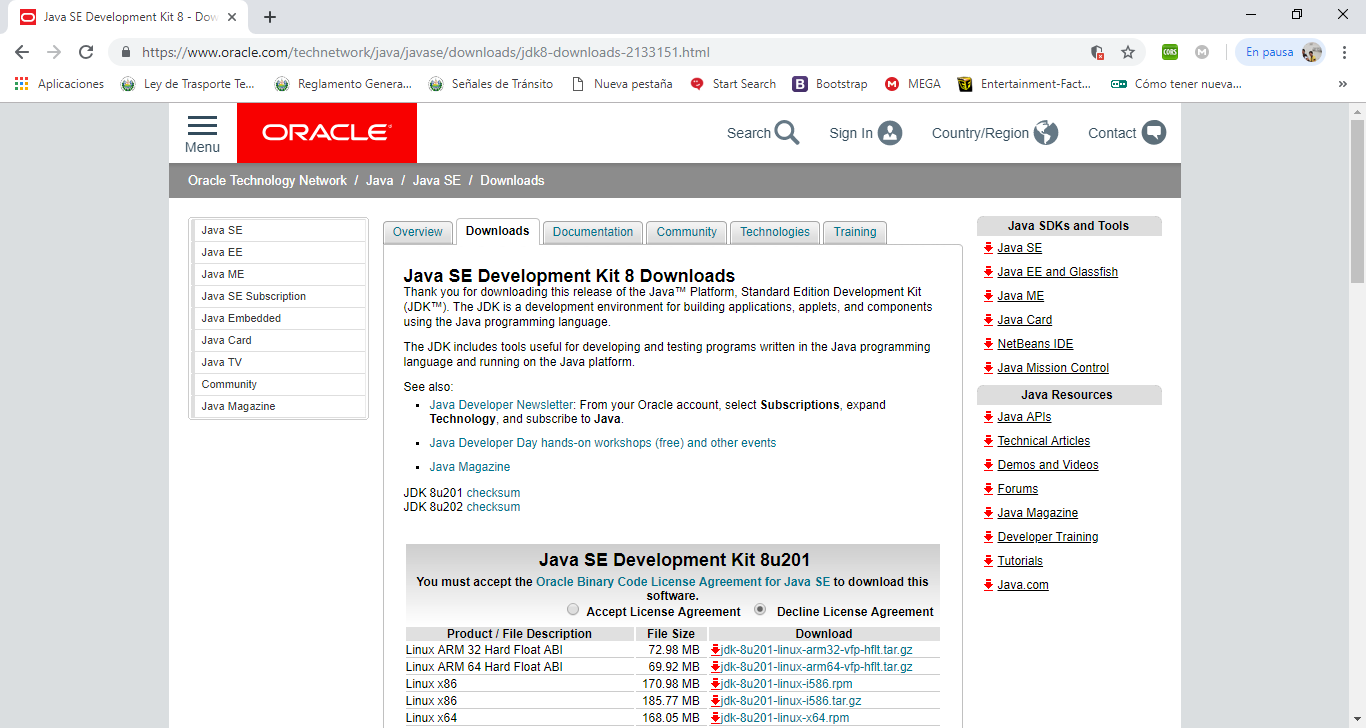 Java SE Development Kit 8 - Dow
https://www.oracle.com/technetwork/java/javase/downloads/jdk8-downloads-2133151.html
CORS
M
En pausa
Aplicaciones
Ley de Trasporte Te...
Reglamento Genera...
Señales de Tránsito
Nueva pestaña
Start Search
B
Bootstrap
M
MEGA
Entertainment-Fact...
Cómo tener nueva...
»
Menu
ORACLE
Search
Sign In
Country/Region
Contact
Oracle Technology Network / Java / Java SE / Downloads
Java SE
Java EE
Java ME
Java SE Subscription
Java Embedded
Java Card
Java TV
Community
Java Magazine
Overview
Downloads
Documentation
Community
Technologies
Training
Java SE Development Kit 8 Downloads
Thank you for downloading this release of the Java™ Platform, Standard Edition Development Kit
(JDK™). The JDK is a development environment for building applications, applets, and components
using the Java programming language.
The JDK includes tools useful for developing and testing programs written in the Java programming
language and running on the Java platform.
See also:
Java Developer Newsletter: From your Oracle account, select Subscriptions, expand
Technology, and subscribe to Java.
Java Developer Day hands-on workshops (free) and other events
Java Magazine
JDK 8u201 checksum
JDK 8u202 checksum
Java SE Development Kit 8u201
You must accept the Oracle Binary Code License Agreement for Java SE to download this
software.
Accept License Agreement
Decline License Agreement
Product / File Description File Size Download
Linux ARM 32 Hard Float ABI 72.98 MB jdk-8u201-linux-arm32-vfp-hflt.tar.gz
Linux ARM 64 Hard Float ABI 69.92 MB jdk-8u201-linux-arm64-vfp-hflt.tar.gz
Linux x86 170.98 MB jdk-8u201-linux-i586.rpm
Linux x86 185.77 MB jdk-8u201-linux-i586.tar.gz
Linux x64 168.05 MB jdk-8u201-linux-x64.rpm
Java SDKs and Tools
Java SE
Java EE and Glassfish
Java ME
Java Card
NetBeans IDE
Java Mission Control
Java Resources
Java APIs
Technical Articles
Demos and Videos
Forums
Java Magazine
Developer Training
Tutorials
Java.com